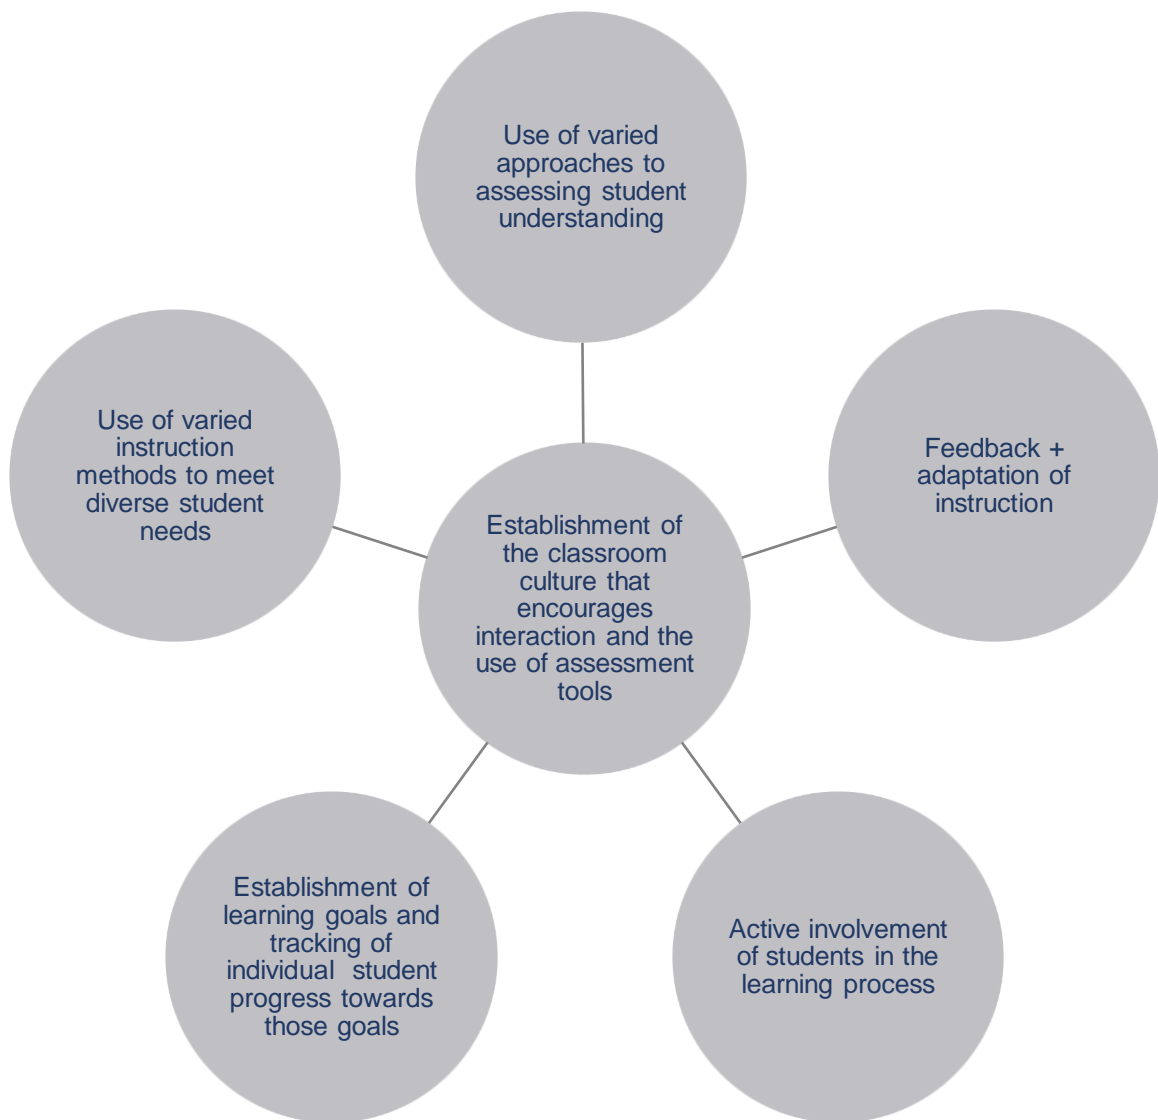 Use of varied
approaches to
assessing student
understanding
Feedback +
adaptation of
instruction
Active involvement
of students in the
learning process
Establishment of
learning goals and
tracking of
individual student
progress towards
those goals
Use of varied
instruction
methods to meet
diverse student
needs
Establishment of
the classroom
culture that
encourages
interaction and the
use of assessment
tools